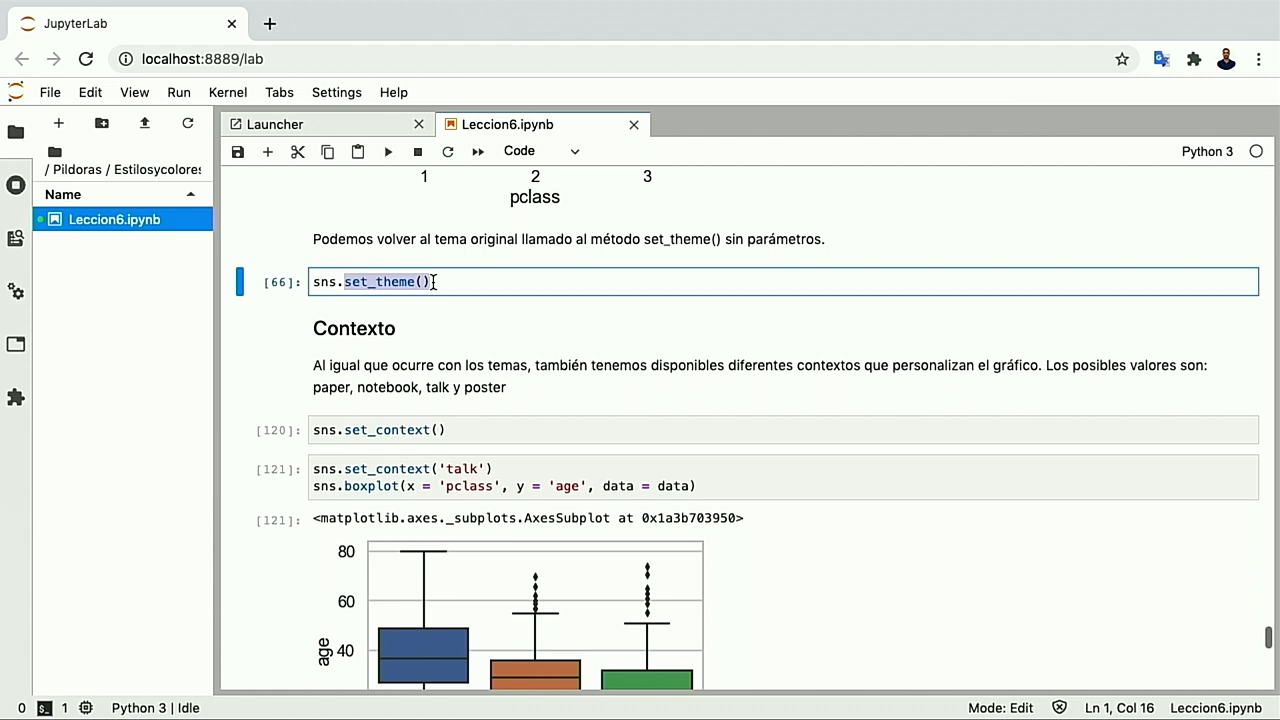 JupyterLab
localhost:8889/lab
File Edit View Run Kernel Tabs Settings Help
Launcher
Leccion6.ipynb
Code
Python 3
/ Pildoras / Estilosycolores
Name
Leccion6.ipynb
1 2 3
pclass
Podemos volver al tema original llamado al método set_theme() sin parámetros.
[66]: sns.set_theme()
Contexto
Al igual que ocurre con los temas, también tenemos disponibles diferentes contextos que personalizan el gráfico. Los posibles valores son:
paper, notebook, talk y poster
[120]: sns.set_context()
[121]: sns.set_context('talk')
sns.boxplot(x = 'pclass', y = 'age', data = data)
[121]: <matplotlib.axes._subplots.AxesSubplot at 0x1a3b703950>
80
60
40
age
0 $_ 1 Python 3 | Idle
Mode: Edit Ln 1, Col 16 Leccion6.ipynb